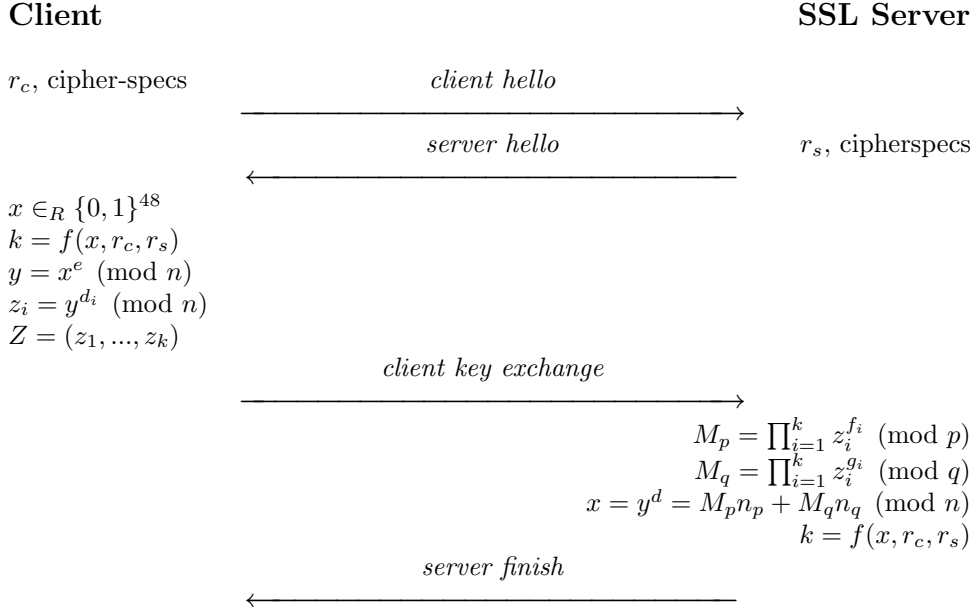 Client SSL Server
r_c, cipher-specs client hello
server hello r_s, cipherspecs
x ∈_R {0, 1}^48
k = f(x, r_c, r_s)
y = x^e (mod n)
z_i = y^{d_i} (mod n)
Z = (z_1, ..., z_k)
client key exchange
M_p = ∏_{i=1}^k z_i^{f_i} (mod p)
M_q = ∏_{i=1}^k z_i^{g_i} (mod q)
x = y^d = M_p n_p + M_q n_q (mod n)
k = f(x, r_c, r_s)
server finish